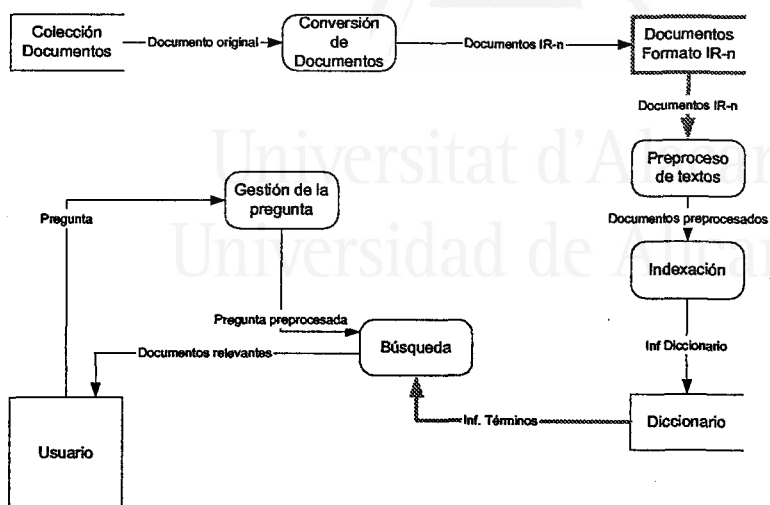 Colección
Documentos
Documento original
Conversión
de
Documentos
Documentos IR-n
Documentos
Formato IR-n
Documentos IR-n
Preproceso
de textos
Documentos preprocesados
Indexación
Inf Diccionario
Diccionario
Inf. Términos
Búsqueda
Gestión de la
pregunta
Pregunta
Pregunta preprocesada
Documentos relevantes
Usuario
Universitat d'Alacan
Universidad de Alican